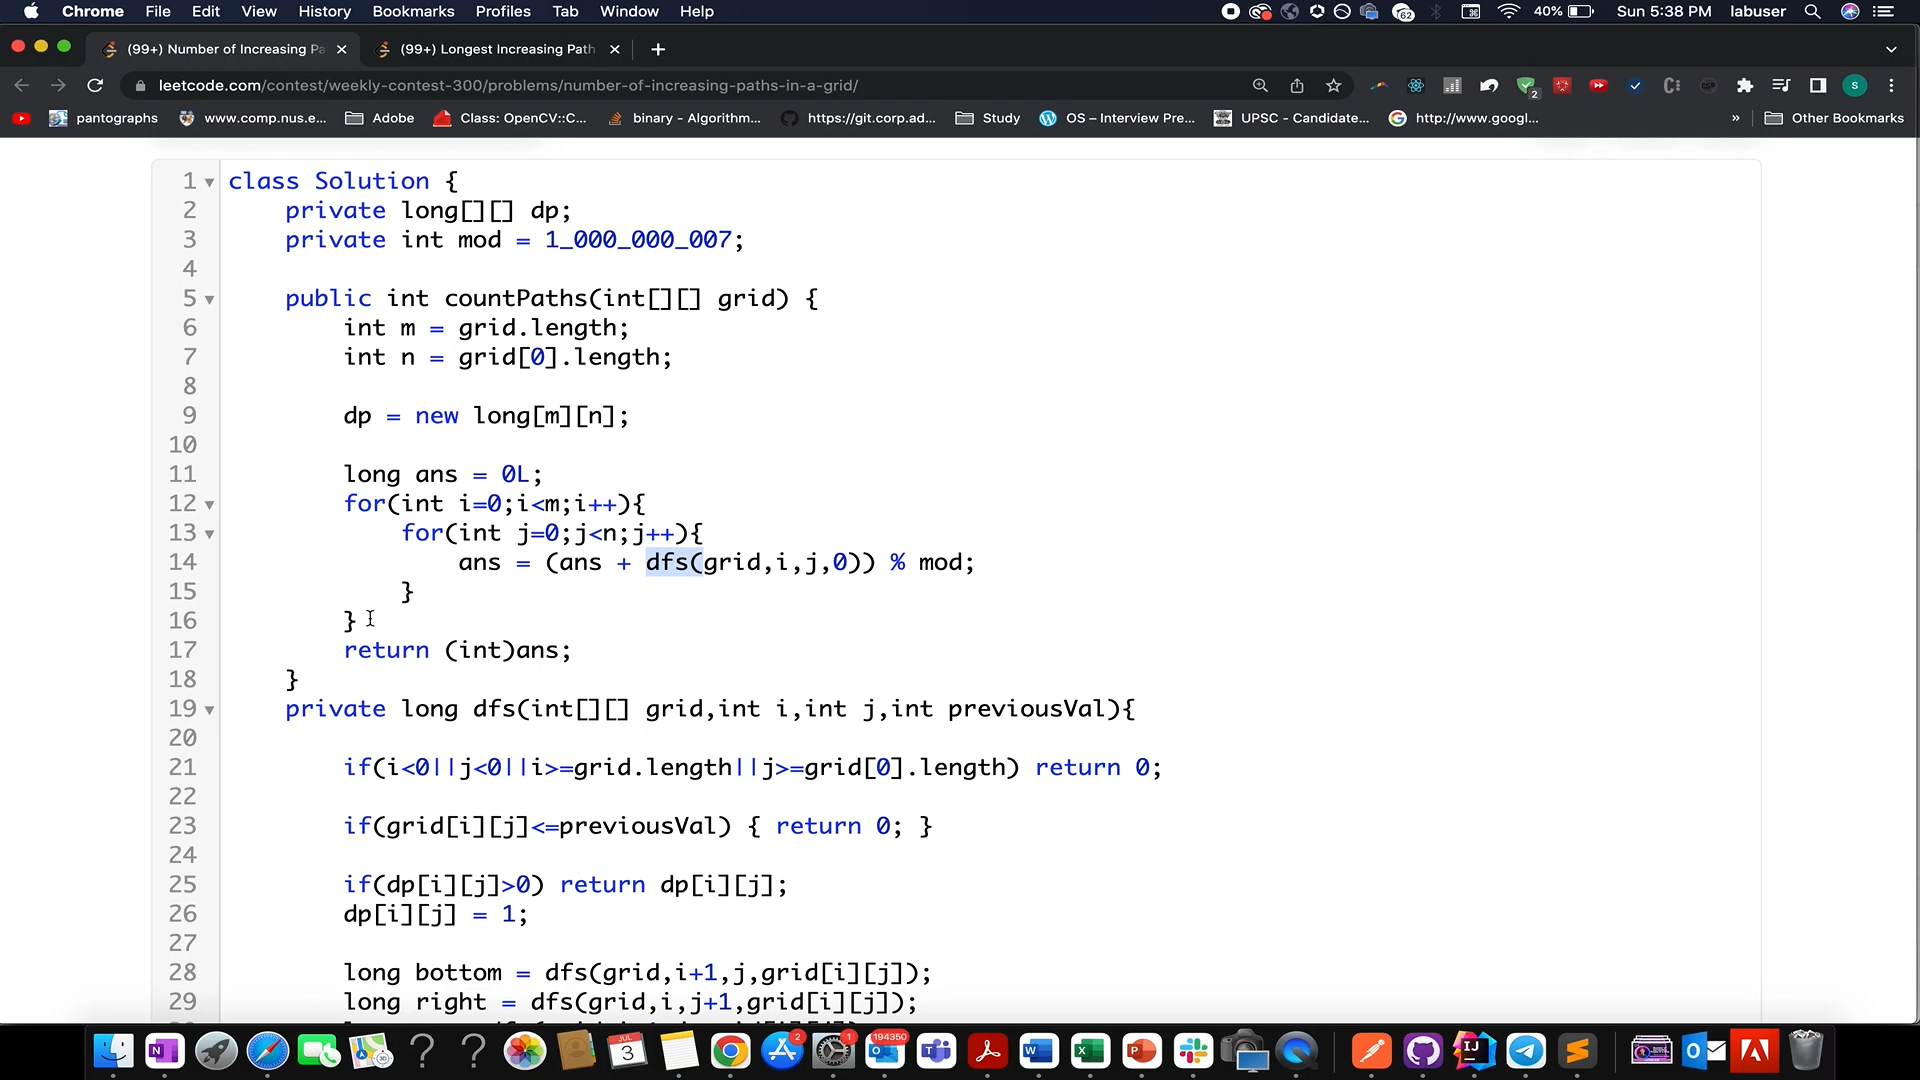 Chrome File Edit View History Bookmarks Profiles Tab Window Help 62 40% Sun 5:38 PM labuser
(99+) Number of Increasing Pa (99+) Longest Increasing Path
leetcode.com/contest/weekly-contest-300/problems/number-of-increasing-paths-in-a-grid/ 2 S
pantographs www.comp.nus.e... Adobe Class: OpenCV::C... binary - Algorithm... https://git.corp.ad... Study OS – Interview Pre... UPSC - Candidate... http://www.googl... » Other Bookmarks
1 class Solution {
2 private long[][] dp;
3 private int mod = 1_000_000_007;
4
5 public int countPaths(int[][] grid) {
6 int m = grid.length;
7 int n = grid[0].length;
8
9 dp = new long[m][n];
10
11 long ans = 0L;
12 for(int i=0;i<m;i++){
13 for(int j=0;j<n;j++){
14 ans = (ans + dfs(grid,i,j,0)) % mod;
15 }
16 }
17 return (int)ans;
18 }
19 private long dfs(int[][] grid,int i,int j,int previousVal){
20
21 if(i<0||j<0||i>=grid.length||j>=grid[0].length) return 0;
22
23 if(grid[i][j]<=previousVal) { return 0; }
24
25 if(dp[i][j]>0) return dp[i][j];
26 dp[i][j] = 1;
27
28 long bottom = dfs(grid,i+1,j,grid[i][j]);
29 long right = dfs(grid,i,j+1,grid[i][j]);
N JUL 3 2 1 194350 IJ